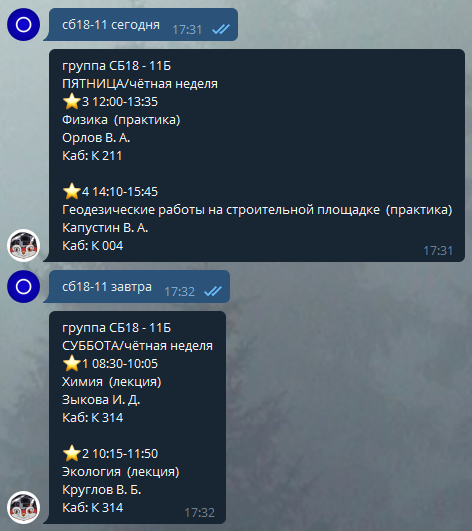 сб18-11 сегодня 17:31
группа СБ18 - 11Б
ПЯТНИЦА/чётная неделя
⭐3 12:00-13:35
Физика (практика)
Орлов В. А.
Каб: К 211
⭐4 14:10-15:45
Геодезические работы на строительной площадке (практика)
Капустин В. А.
Каб: К 004
17:31
сб18-11 завтра 17:32
группа СБ18 - 11Б
СУББОТА/чётная неделя
⭐1 08:30-10:05
Химия (лекция)
Зыкова И. Д.
Каб: К 314
⭐2 10:15-11:50
Экология (лекция)
Круглов В. Б.
Каб: К 314
17:32